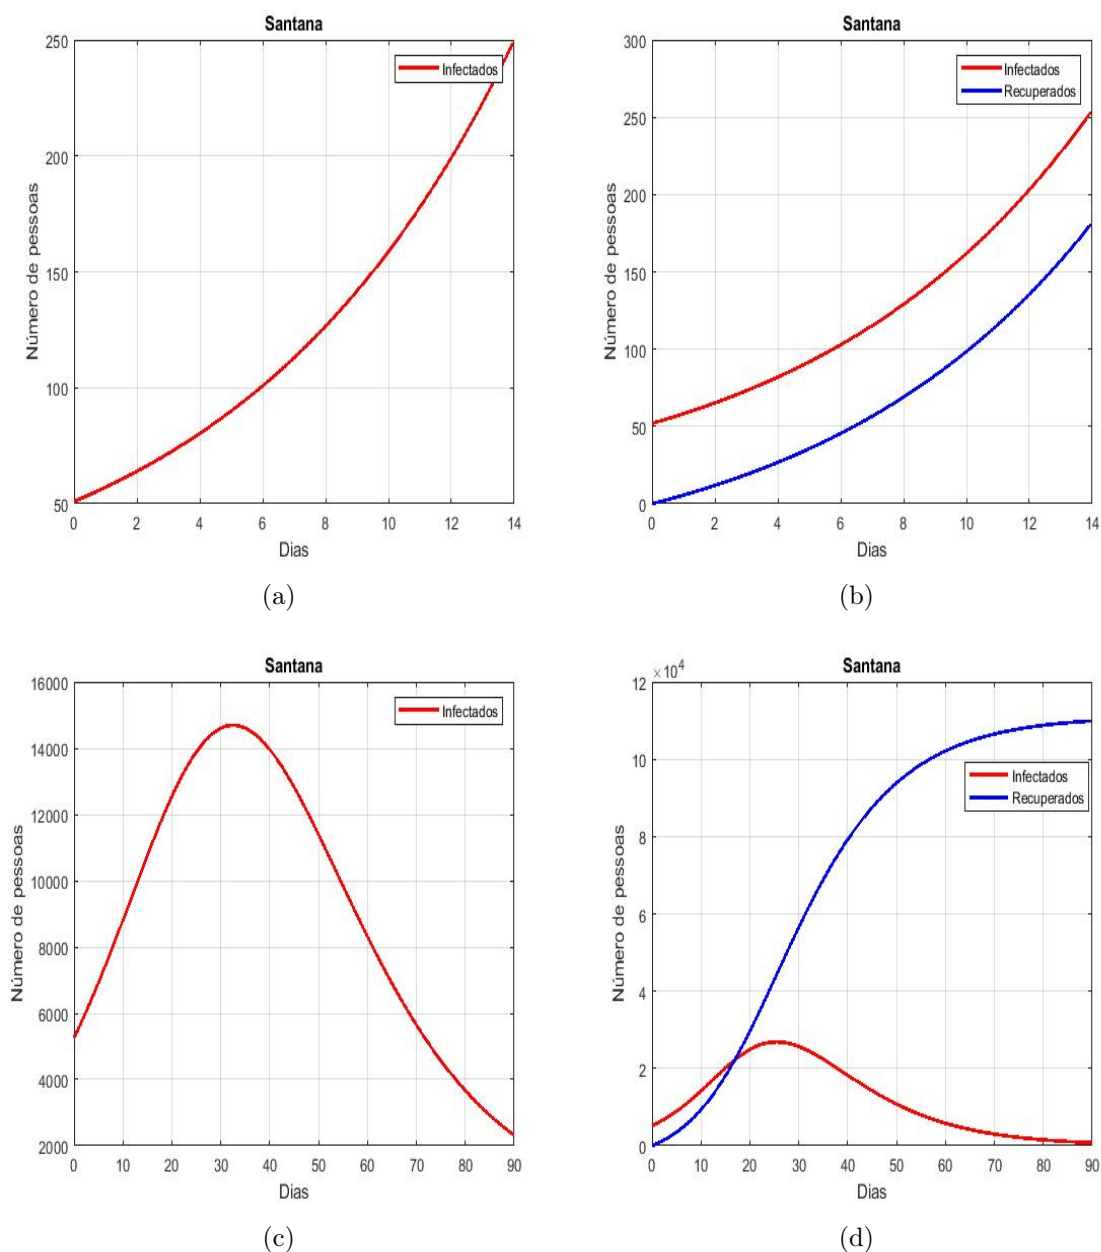 Santana
250
200
150
100
50
0 2 4 6 8 10 12 14
Número de pessoas
Dias
Infectados
(a)
Santana
300
250
200
150
100
50
0
0 2 4 6 8 10 12 14
Número de pessoas
Dias
Infectados
Recuperados
(b)
Santana
16000
14000
12000
10000
8000
6000
4000
2000
0 10 20 30 40 50 60 70 80 90
Número de pessoas
Dias
Infectados
(c)
Santana
×10⁴
12
10
8
6
4
2
0
0 10 20 30 40 50 60 70 80 90
Número de pessoas
Dias
Infectados
Recuperados
(d)